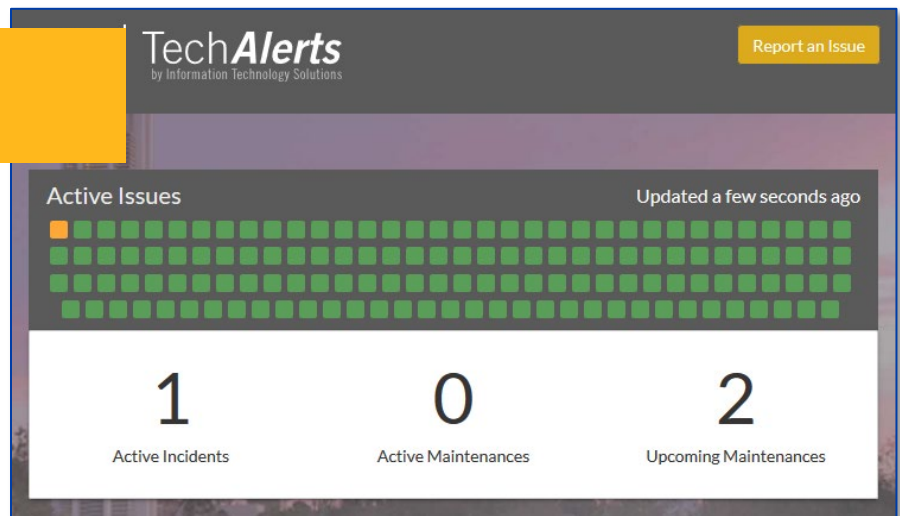 TechAlerts
by Information Technology Solutions
Report an Issue
Active Issues
Updated a few seconds ago
1
0
2
Active Incidents
Active Maintenances
Upcoming Maintenances